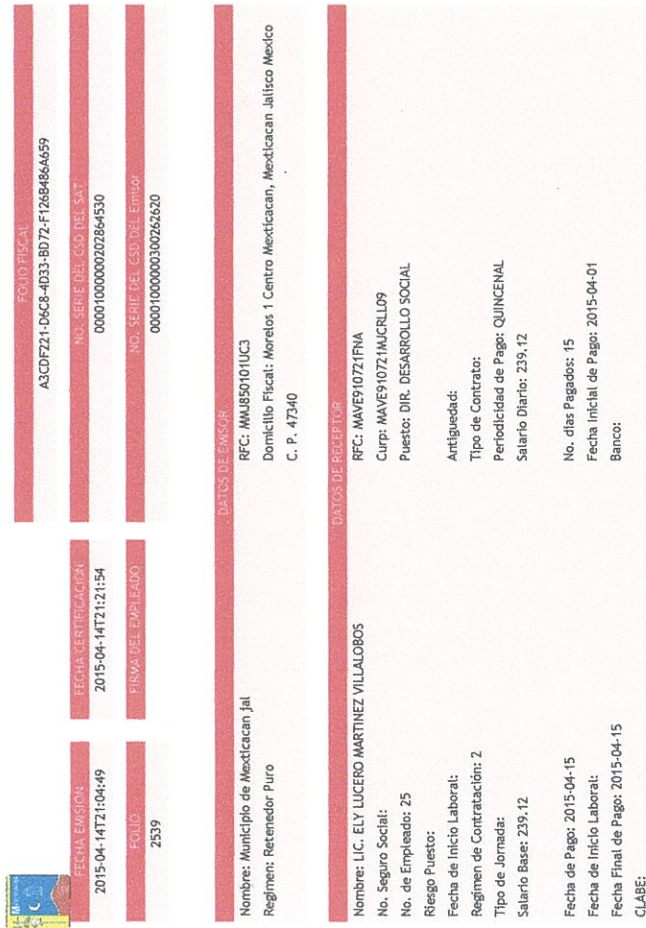 FECHA EMISIÓN
2015-04-14T21:04:49
FECHA CERTIFICACIÓN
2015-04-14T21:21:54
FOLIO
2539
FIRMA DEL EMPLEADO
FOLIO FISCAL
A3CDF221-D6C8-4D33-BD72-F126B486A659
NO. SERIE DEL CSD DEL SAT
00001000000202864530
NO. SERIE DEL CSD DEL Emisor
00001000000300262620
DATOS DE EMISOR
Nombre: Municipio de Mexticacan jal
RFC: MMJ850101UC3
Regimen: Retenedor Puro
Domicilio Fiscal: Morelos 1 Centro Mexticacan, Mexticacan Jalisco Mexico
C. P. 47340
DATOS DE RECEPTOR
Nombre: LIC. ELY LUCERO MARTINEZ VILLALOBOS
RFC: MAVE910721FNA
No. Seguro Social:
Curp: MAVE910721MJCRLL09
No. de Empleado: 25
Puesto: DIR. DESARROLLO SOCIAL
Riesgo Puesto:
Fecha de Inicio Laboral:
Antiguedad:
Regimen de Contratación: 2
Tipo de Contrato:
Tipo de Jornada:
Periodicidad de Pago: QUINCENAL
Salario Base: 239.12
Salario Diario: 239.12
Fecha de Pago: 2015-04-15
No. días Pagados: 15
Fecha de Inicio Laboral:
Fecha Inicial de Pago: 2015-04-01
Fecha Final de Pago: 2015-04-15
Banco:
CLABE: